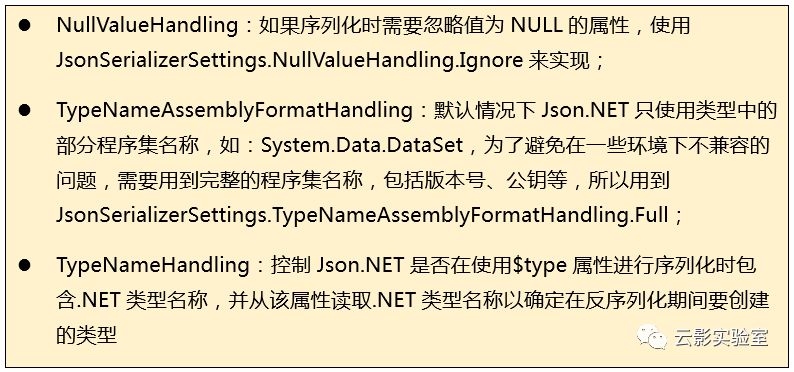 ● NullValueHandling：如果序列化时需要忽略值为 NULL 的属性，使用
JsonSerializerSettings.NullValueHandling.Ignore 来实现；
● TypeNameAssemblyFormatHandling：默认情况下 Json.NET 只使用类型中的
部分程序集名称，如：System.Data.DataSet，为了避免在一些环境下不兼容的
问题，需要用到完整的程序集名称，包括版本号、公钥等，所以用到
JsonSerializerSettings.TypeNameAssemblyFormatHandling.Full；
● TypeNameHandling：控制 Json.NET 是否在使用$type 属性进行序列化时包
含.NET 类型名称，并从该属性读取.NET 类型名称以确定在反序列化期间要创建
的类型
云影实验室